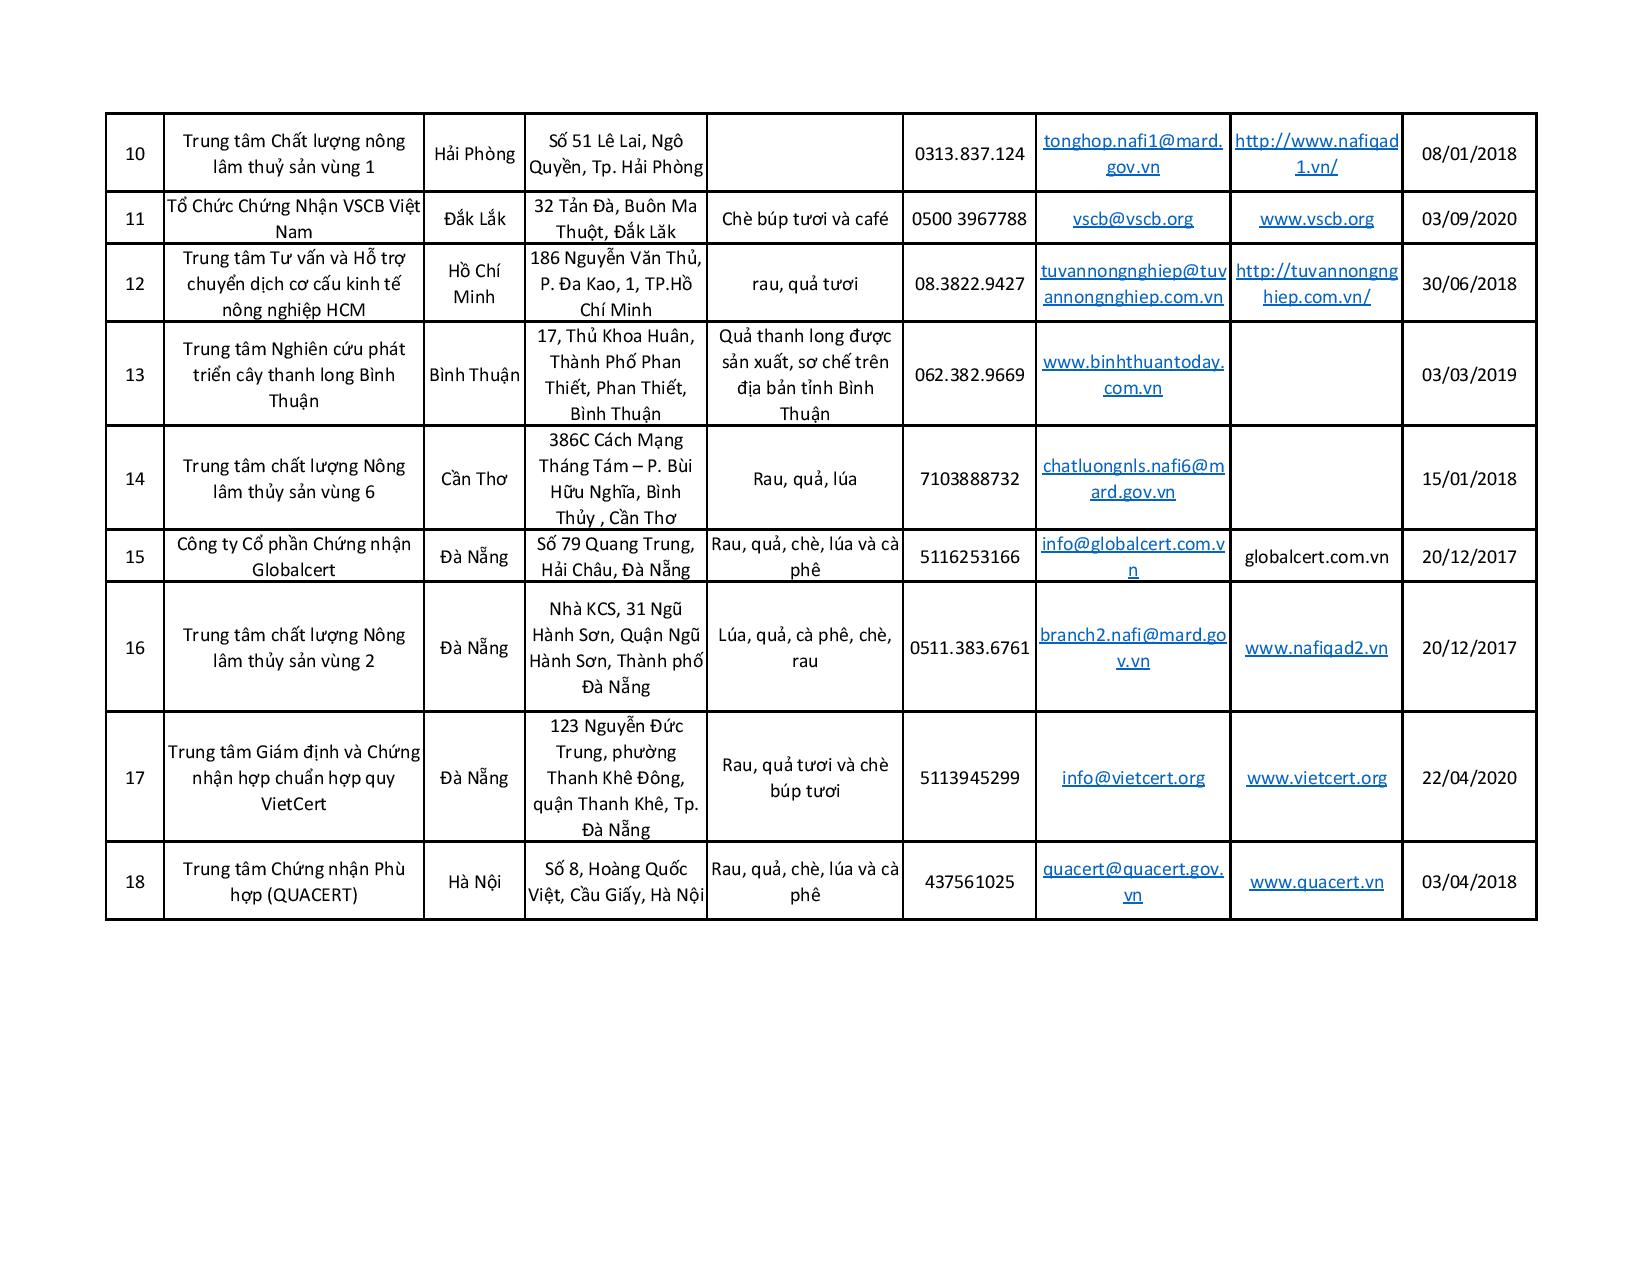 10
Trung tâm Chất lượng nông
lâm thuỷ sản vùng 1
Hải Phòng
Số 51 Lê Lai, Ngô
Quyền, Tp. Hải Phòng
0313.837.124
tonghop.nafi1@mard.
gov.vn
http://www.nafiqad
1.vn/
08/01/2018
11
Tổ Chức Chứng Nhận VSCB Việt
Nam
Đắk Lắk
32 Tản Đà, Buôn Ma
Thuột, Đắk Lăk
Chè búp tươi và café
0500 3967788
vscb@vscb.org
www.vscb.org
03/09/2020
12
Trung tâm Tư vấn và Hỗ trợ
chuyển dịch cơ cấu kinh tế
nông nghiệp HCM
Hồ Chí
Minh
186 Nguyễn Văn Thủ,
P. Đa Kao, 1, TP.Hồ
Chí Minh
rau, quả tươi
08.3822.9427
tuvannongnghiep@tuv
annongnghiep.com.vn
http://tuvannongng
hiep.com.vn/
30/06/2018
13
Trung tâm Nghiên cứu phát
triển cây thanh long Bình
Thuận
Bình Thuận
17, Thủ Khoa Huân,
Thành Phố Phan
Thiết, Phan Thiết,
Bình Thuận
Quả thanh long được
sản xuất, sơ chế trên
địa bản tỉnh Bình
Thuận
062.382.9669
www.binhthuantoday.
com.vn
03/03/2019
14
Trung tâm chất lượng Nông
lâm thủy sản vùng 6
Cần Thơ
386C Cách Mạng
Tháng Tám – P. Bùi
Hữu Nghĩa, Bình
Thủy , Cần Thơ
Rau, quả, lúa
7103888732
chatluongnls.nafi6@m
ard.gov.vn
15/01/2018
15
Công ty Cổ phần Chứng nhận
Globalcert
Đà Nẵng
Số 79 Quang Trung,
Hải Châu, Đà Nẵng
Rau, quả, chè, lúa và cà
phê
5116253166
info@globalcert.com.v
n
globalcert.com.vn
20/12/2017
16
Trung tâm chất lượng Nông
lâm thủy sản vùng 2
Đà Nẵng
Nhà KCS, 31 Ngũ
Hành Sơn, Quận Ngũ
Hành Sơn, Thành phố
Đà Nẵng
Lúa, quả, cà phê, chè,
rau
0511.383.6761
branch2.nafi@mard.go
v.vn
www.nafiqad2.vn
20/12/2017
17
Trung tâm Giám định và Chứng
nhận hợp chuẩn hợp quy
VietCert
Đà Nẵng
123 Nguyễn Đức
Trung, phường
Thanh Khê Đông,
quận Thanh Khê, Tp.
Đà Nẵng
Rau, quả tươi và chè
búp tươi
5113945299
info@vietcert.org
www.vietcert.org
22/04/2020
18
Trung tâm Chứng nhận Phù
hợp (QUACERT)
Hà Nội
Số 8, Hoàng Quốc
Việt, Cầu Giấy, Hà Nội
Rau, quả, chè, lúa và cà
phê
437561025
quacert@quacert.gov.
vn
www.quacert.vn
03/04/2018